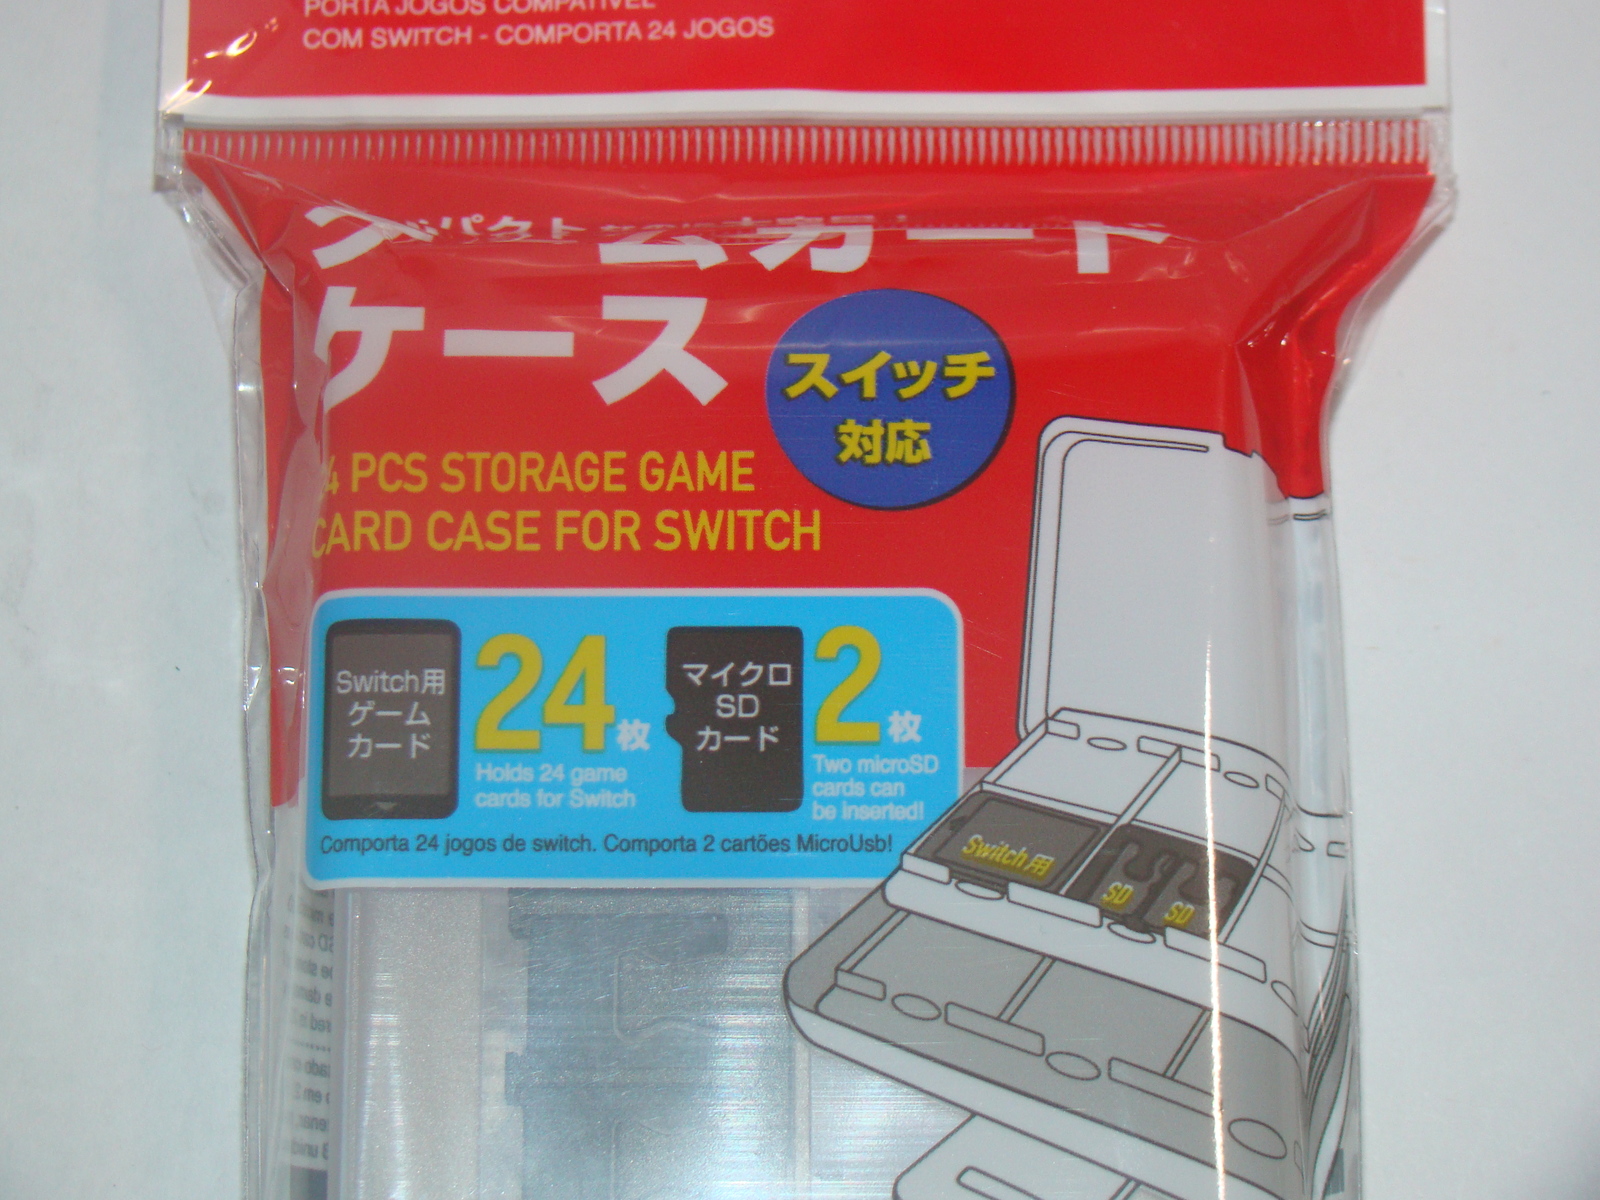 PORTA JOGOS COMPATÍVEL
COM SWITCH - COMPORTA 24 JOGOS
ケース
スイッチ
対応
4 PCS STORAGE GAME
CARD CASE FOR SWITCH
Switch用
ゲーム
カード
24枚
Holds 24 game
cards for Switch
マイクロ
SD
カード
2枚
Two microSD
cards can
be inserted!
Comporta 24 jogos de switch. Comporta 2 cartões MicroUsb!
Switch用
SD
SD